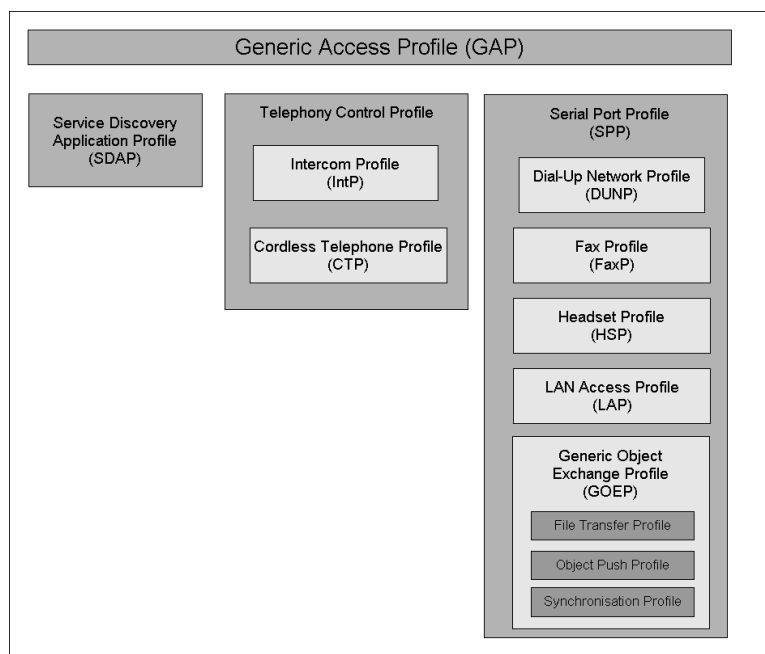 Generic Access Profile (GAP)
Service Discovery
Application Profile
(SDAP)
Telephony Control Profile
Intercom Profile
(IntP)
Cordless Telephone Profile
(CTP)
Serial Port Profile
(SPP)
Dial-Up Network Profile
(DUNP)
Fax Profile
(FaxP)
Headset Profile
(HSP)
LAN Access Profile
(LAP)
Generic Object
Exchange Profile
(GOEP)
File Transfer Profile
Object Push Profile
Synchronisation Profile